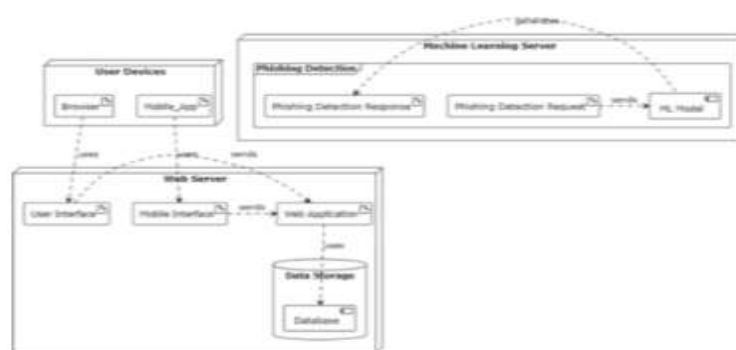 Machine Learning Server
Phishing Detection
User Devices
Browser
Mobile_App
Phishing Detection Response
Phishing Detection Request
sends
ML Model
uses
uses
sends
Web Server
User Interface
Mobile Interface
sends
Web Application
uses
Data Storage
Database